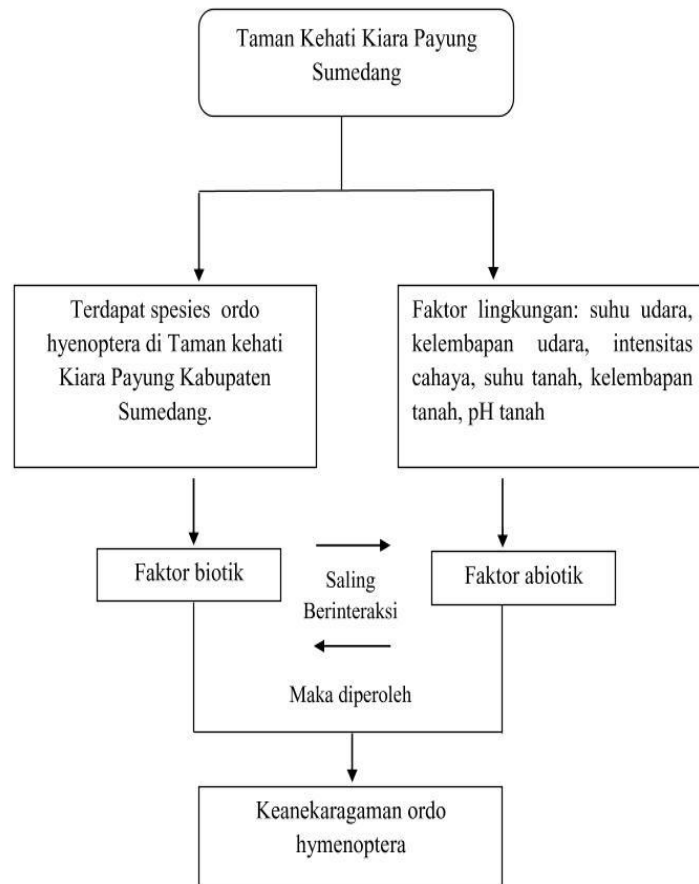 Taman Kehati Kiara Payung
Sumedang
Terdapat spesies ordo
hyenoptera di Taman kehati
Kiara Payung Kabupaten
Sumedang.
Faktor lingkungan: suhu udara,
kelembapan udara, intensitas
cahaya, suhu tanah, kelembapan
tanah, pH tanah
Faktor biotik
Saling
Berinteraksi
Faktor abiotik
Maka diperoleh
Keanekaragaman ordo
hymenoptera